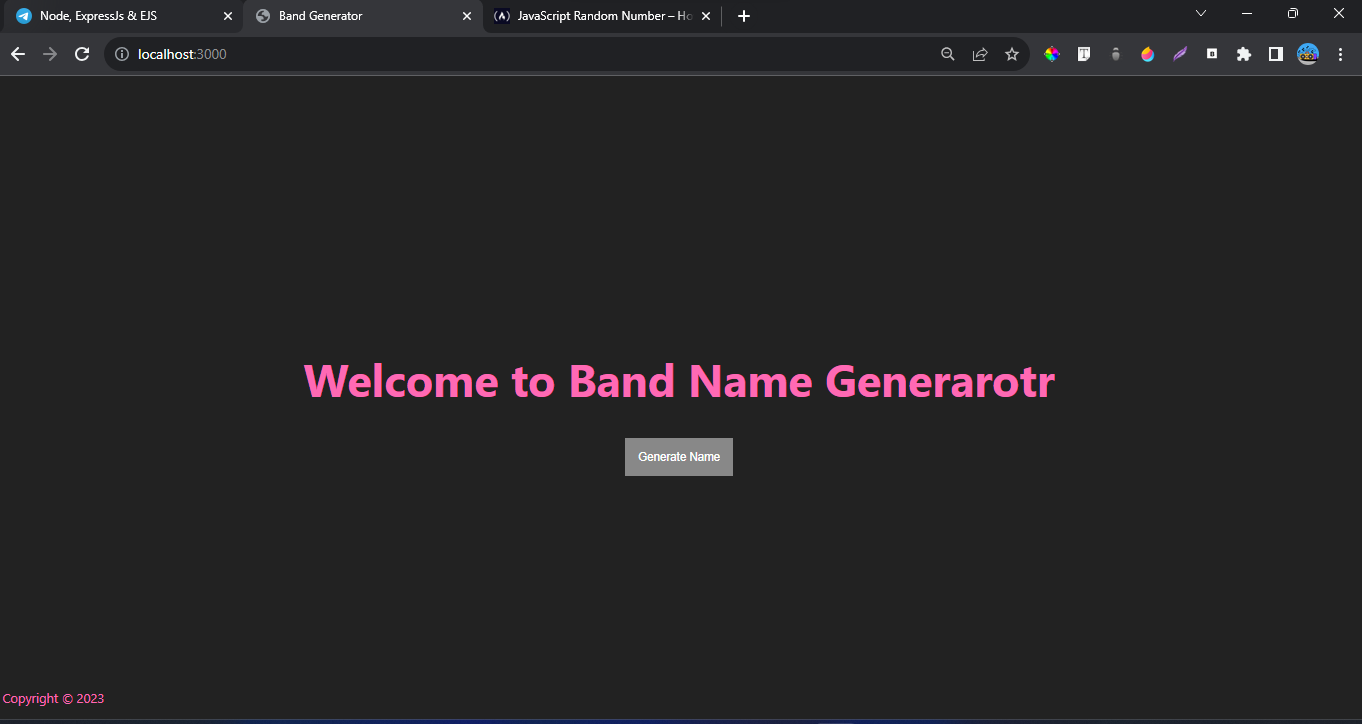 Node, ExpressJs & EJS
Band Generator
JavaScript Random Number – Ho
localhost:3000
Welcome to Band Name Generarotr
Generate Name
Copyright © 2023